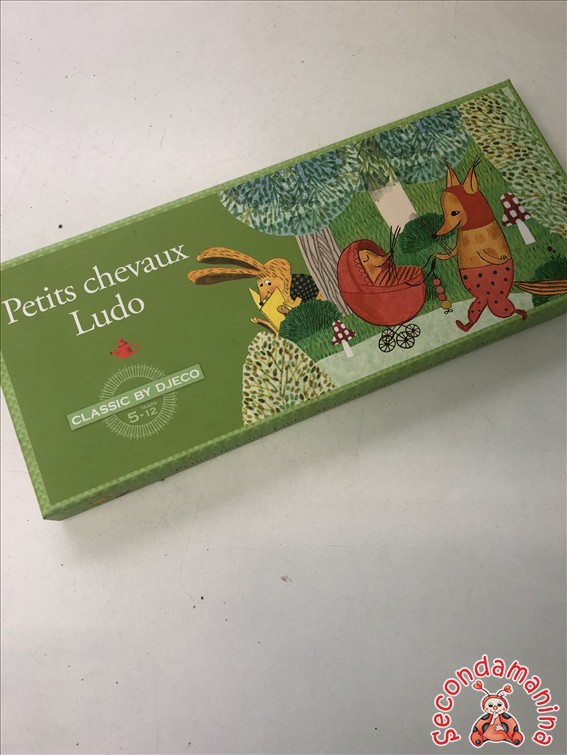 Petits chevaux
Ludo
CLASSIC BY DJECO
5-12
Secondamanina